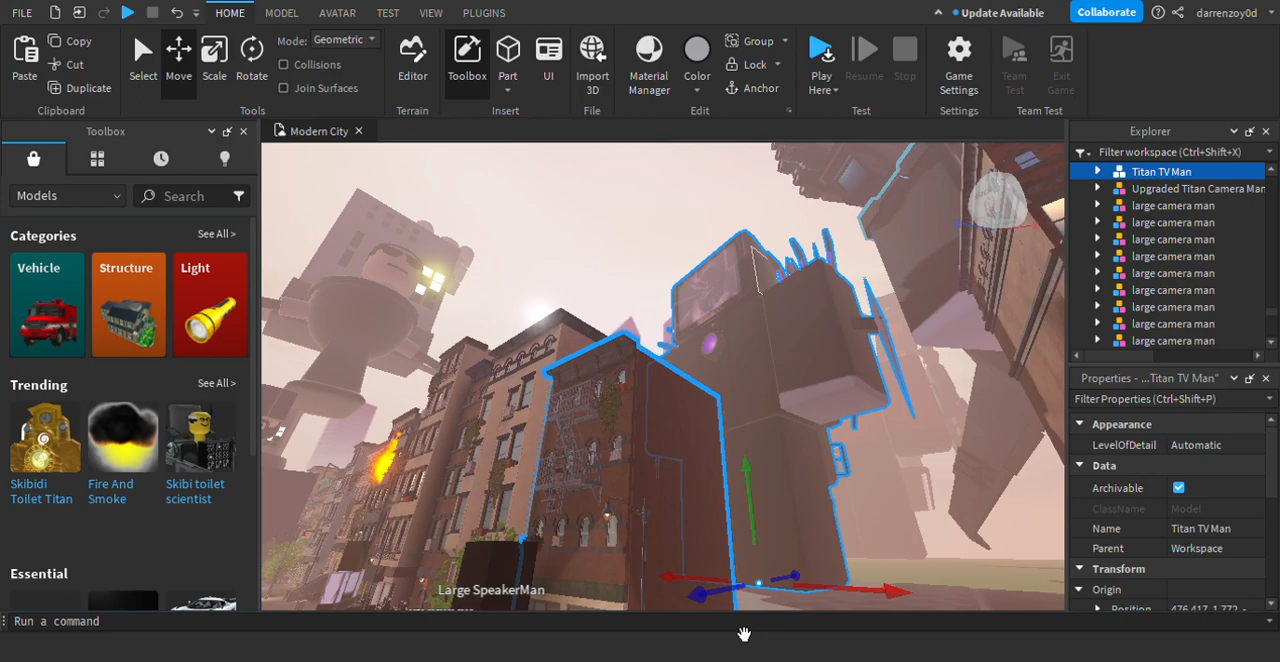 FILE
HOME
MODEL
AVATAR
TEST
VIEW
PLUGINS
Update Available
Collaborate
darrenzoy0d
Paste
Copy
Cut
Duplicate
Clipboard
Select
Move
Scale
Rotate
Mode: Geometric
Collisions
Join Surfaces
Tools
Editor
Terrain
Toolbox
Part
UI
Insert
Import
3D
File
Material
Manager
Color
Group
Lock
Anchor
Edit
Play
Here
Resume
Stop
Test
Game
Settings
Settings
Team
Test
Exit
Game
Team Test
Toolbox
Models
Search
Categories
See All >
Vehicle
Structure
Light
Trending
See All >
Skibidi
Toilet Titan
Fire And
Smoke
Skibi toilet
scientist
Essential
Modern City
Large SpeakerMan
Explorer
Filter workspace (Ctrl+Shift+X)
Titan TV Man
Upgraded Titan Camera Man
large camera man
large camera man
large camera man
large camera man
large camera man
large camera man
large camera man
large camera man
large camera man
Properties - ...Titan TV Man"
Filter Properties (Ctrl+Shift+P)
Appearance
LevelOfDetail Automatic
Data
Archivable
ClassName Model
Name Titan TV Man
Parent Workspace
Transform
Origin
Position 476.417, 1.772, -
Run a command